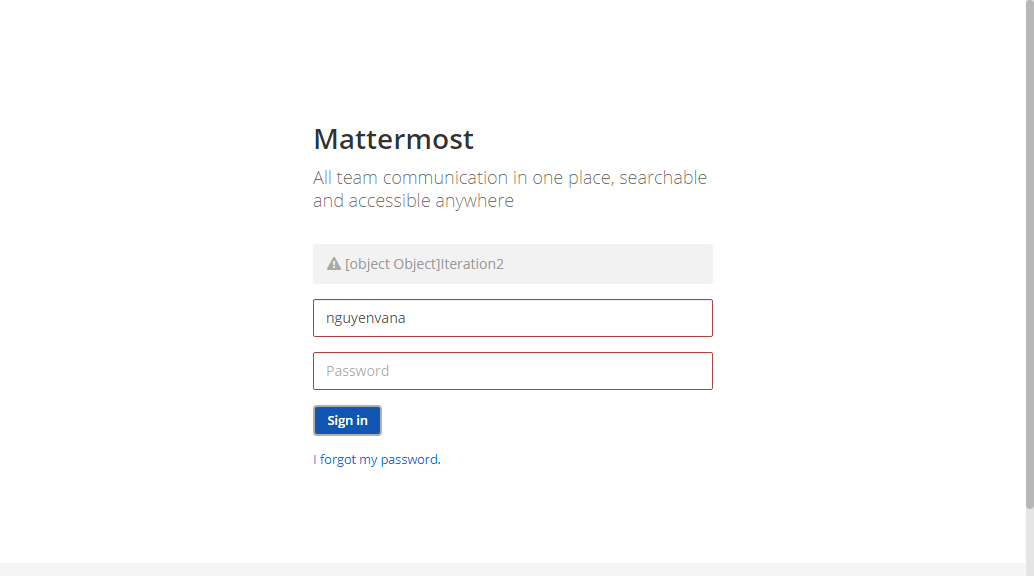 Mattermost
All team communication in one place, searchable
and accessible anywhere
[object Object]Iteration2
nguyenvana
Password
Sign in
I forgot my password.